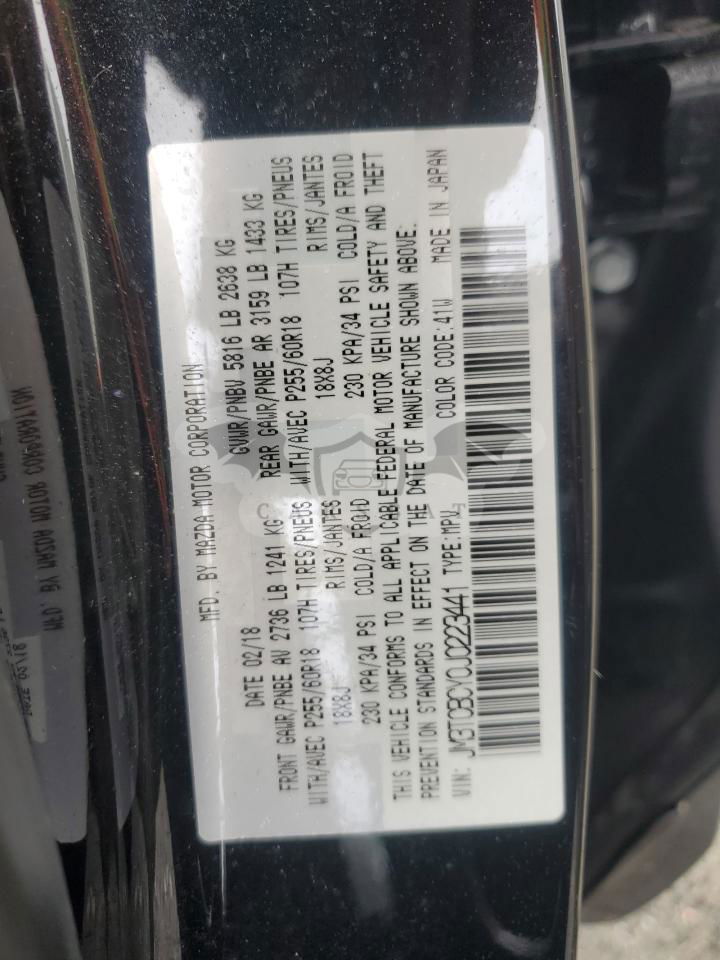 MFD. BY MAZDA MOTOR CORPORATION
DATE 02/18 GVWR/PNBV 5816 LB 2638 KG
FRONT GAWR/PNBE AV 2736 LB 1241 KG REAR GAWR/PNBE AR 3159 LB 1433 KG
WITH/AVEC P255/60R18 107H TIRES/PNEUS WITH/AVEC P255/60R18 107H TIRES/PNEUS
18X8J RIMS/JANTES 18X8J RIMS/JANTES
230 KPA/34 PSI COLD/A FROID 230 KPA/34 PSI COLD/A FROID
THIS VEHICLE CONFORMS TO ALL APPLICABLE FEDERAL MOTOR VEHICLE SAFETY AND THEFT
PREVENTION STANDARDS IN EFFECT ON THE DATE OF MANUFACTURE SHOWN ABOVE.
VIN: JM3TCBCY0J0223441 TYPE:MPV COLOR CODE:41W MADE IN JAPAN
MFD. BY MAZDA MOTOR CORPORATION